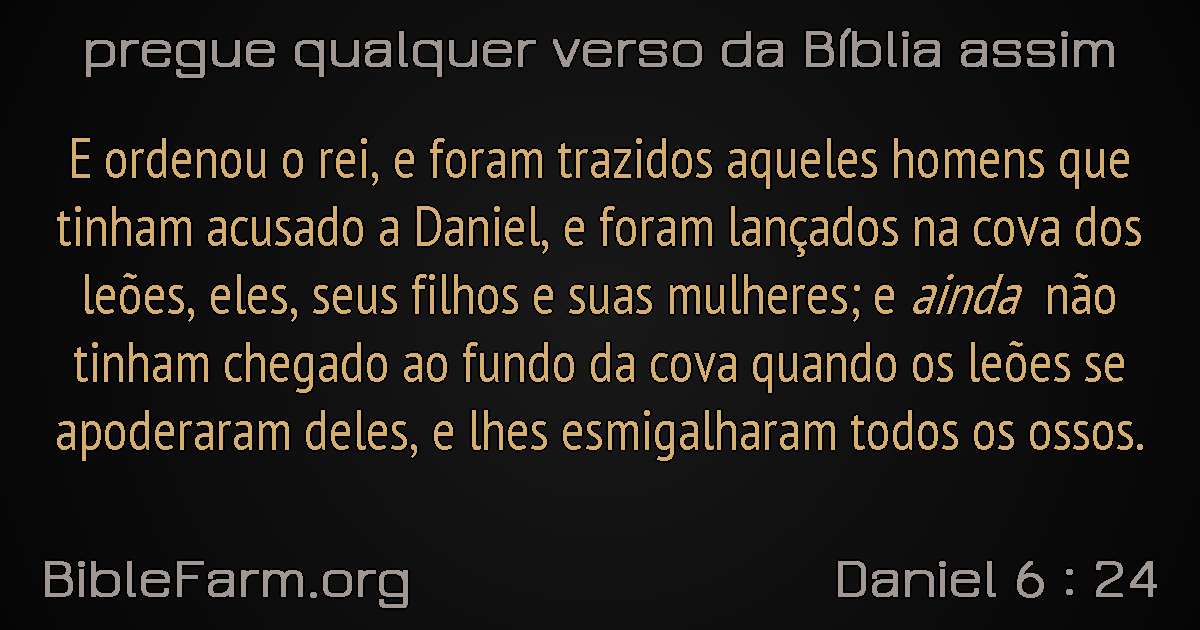 pregue qualquer verso da Bíblia assim
E ordenou o rei, e foram trazidos aqueles homens que
tinham acusado a Daniel, e foram lançados na cova dos
leões, eles, seus filhos e suas mulheres; e ainda não
tinham chegado ao fundo da cova quando os leões se
apoderaram deles, e lhes esmigalharam todos os ossos.
BibleFarm.org
Daniel 6 : 24